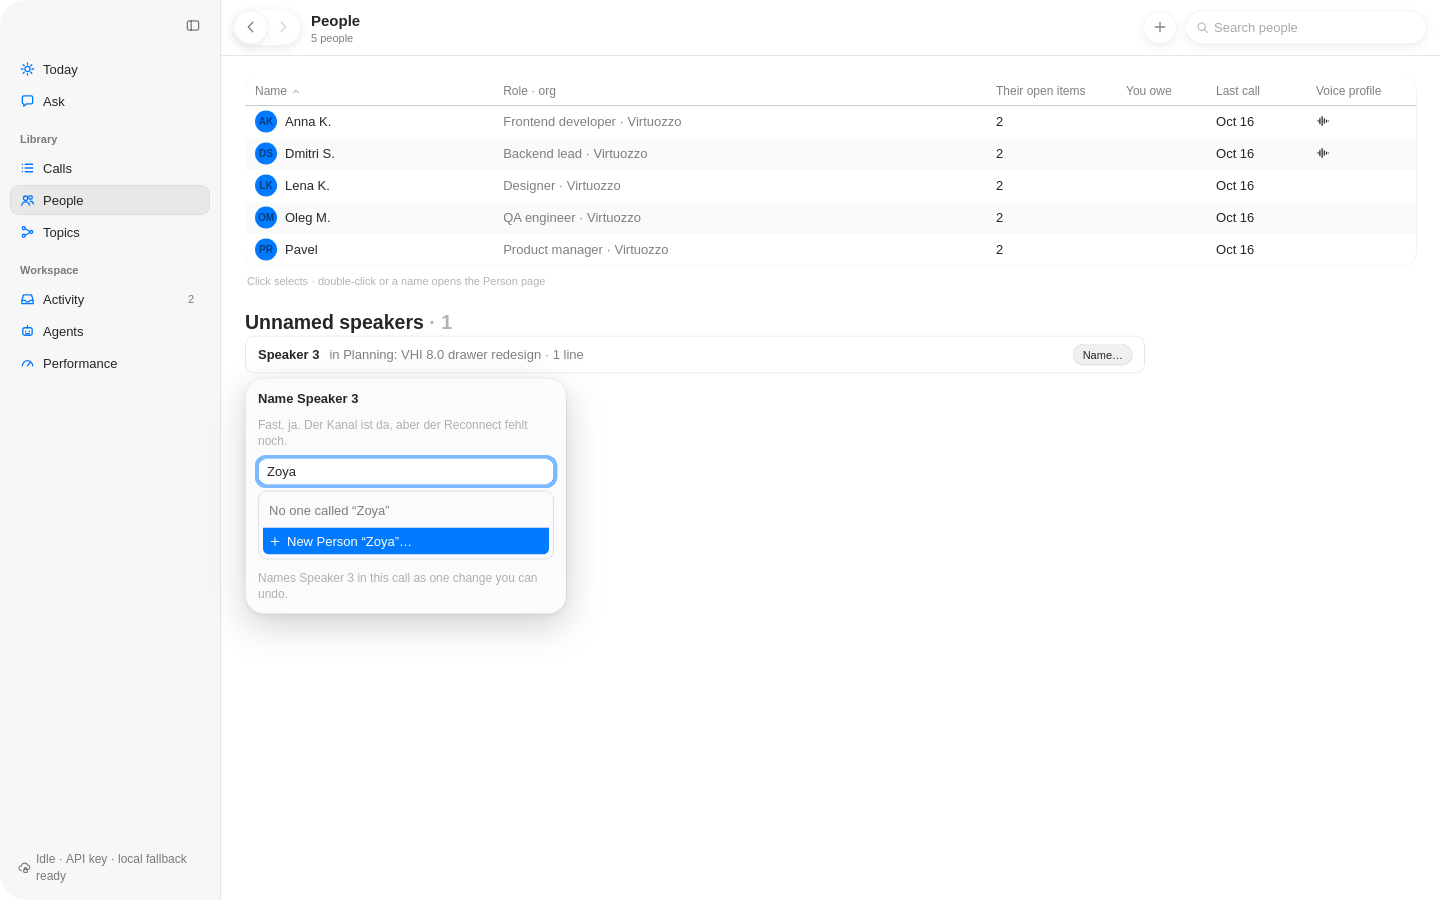 People
5 people
Search people
Today
Ask
Library
Calls
People
Topics
Workspace
Activity 2
Agents
Performance
Idle · API key · local fallback
ready
Name Role · org Their open items You owe Last call Voice profile
AK Anna K. Frontend developer · Virtuozzo 2 Oct 16
DS Dmitri S. Backend lead · Virtuozzo 2 Oct 16
LK Lena K. Designer · Virtuozzo 2 Oct 16
OM Oleg M. QA engineer · Virtuozzo 2 Oct 16
PR Pavel Product manager · Virtuozzo 2 Oct 16
Click selects · double-click or a name opens the Person page
Unnamed speakers · 1
Speaker 3 in Planning: VHI 8.0 drawer redesign · 1 line Name…
Name Speaker 3
Fast, ja. Der Kanal ist da, aber der Reconnect fehlt
noch.
Zoya
No one called “Zoya”
New Person “Zoya”…
Names Speaker 3 in this call as one change you can
undo.